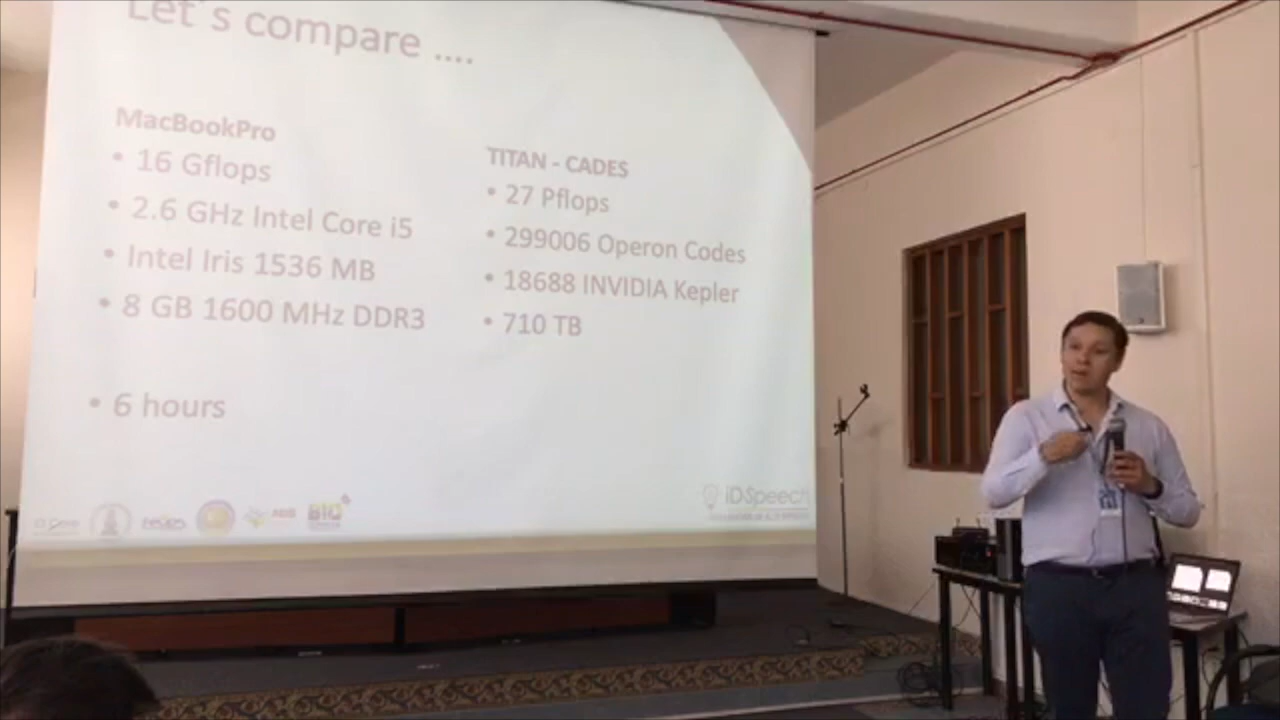 Let´s compare ....
MacBookPro
• 16 Gflops
• 2.6 GHz Intel Core i5
• Intel Iris 1536 MB
• 8 GB 1600 MHz DDR3
• 6 hours
TITAN - CADES
• 27 Pflops
• 299006 Operon Codes
• 18688 INVIDIA Kepler
• 710 TB
BIO
iDSpeech